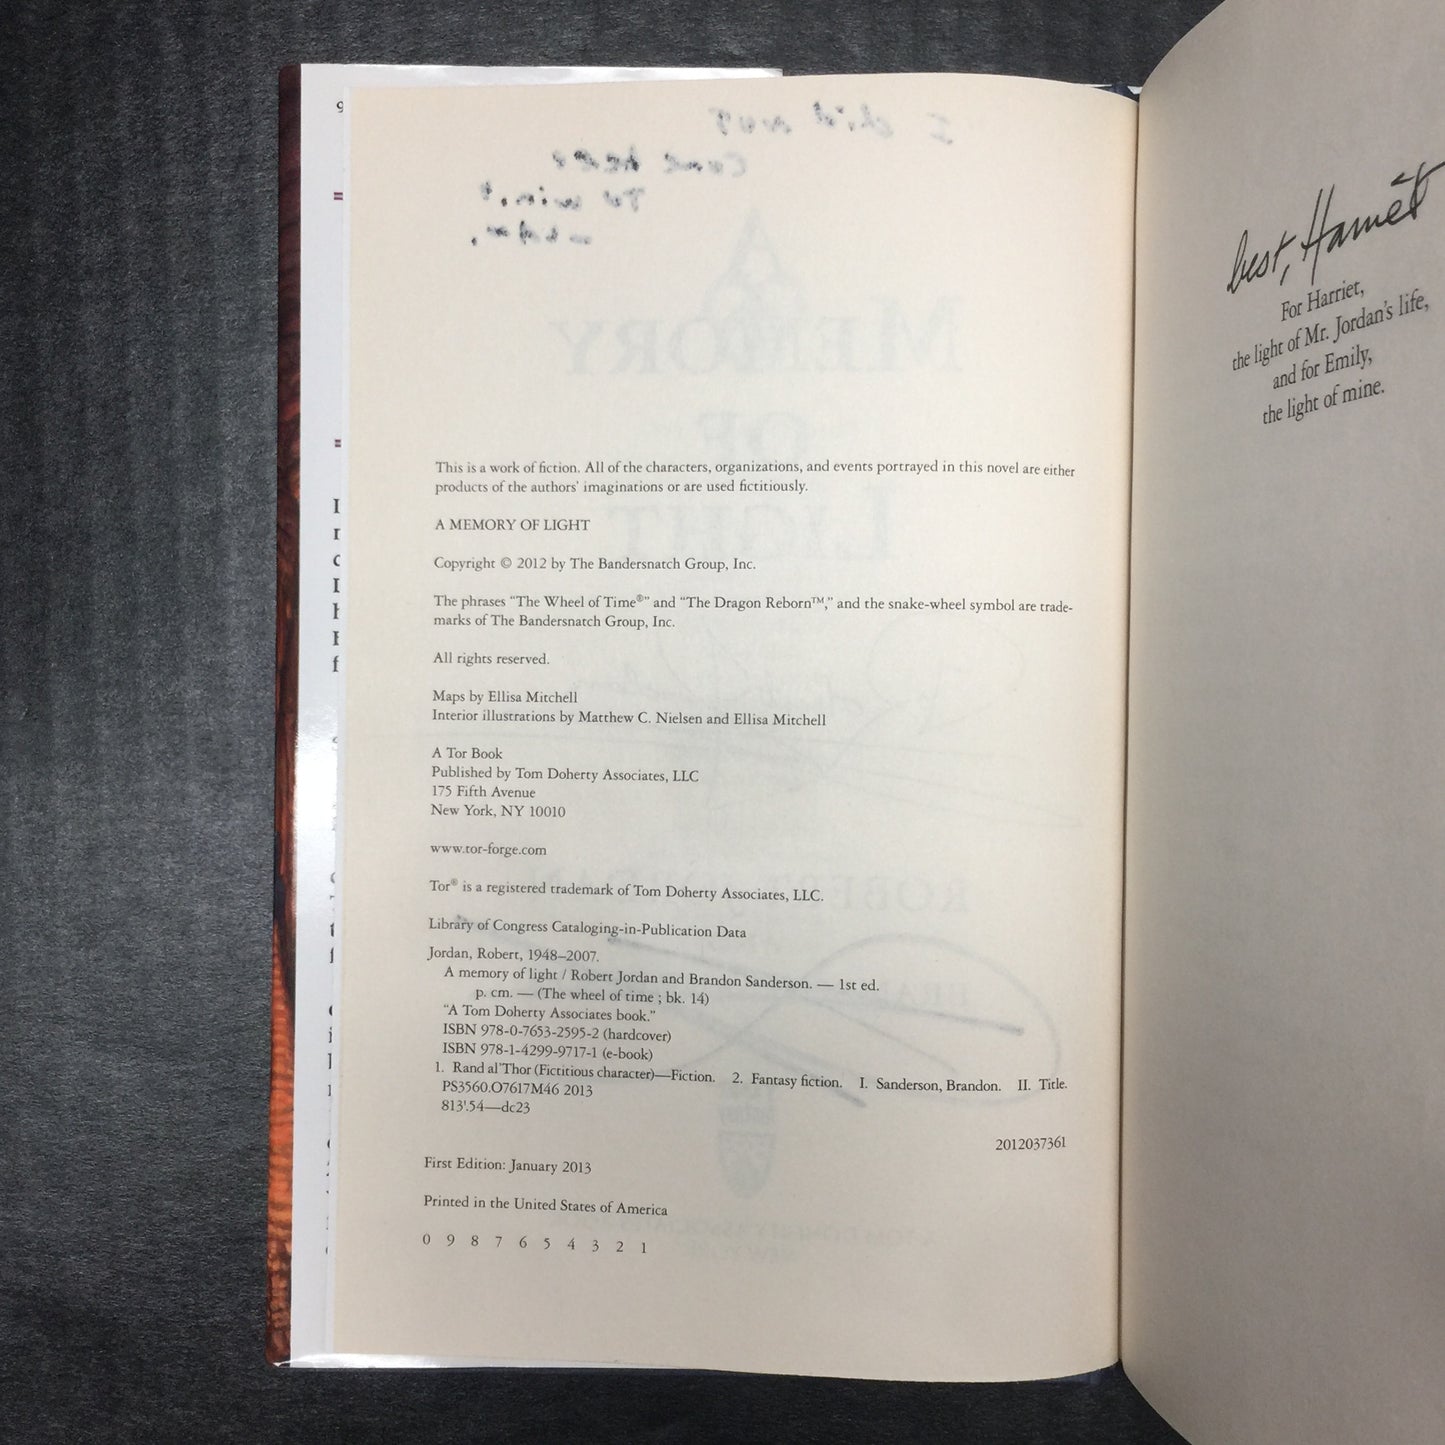 This is a work of fiction. All of the characters, organizations, and events portrayed in this novel are either
products of the authors' imaginations or are used fictitiously.
A MEMORY OF LIGHT
Copyright © 2012 by The Bandersnatch Group, Inc.
The phrases “The Wheel of Time®” and “The Dragon Reborn™,” and the snake-wheel symbol are trade-
marks of The Bandersnatch Group, Inc.
All rights reserved.
Maps by Ellisa Mitchell
Interior illustrations by Matthew C. Nielsen and Ellisa Mitchell
A Tor Book
Published by Tom Doherty Associates, LLC
175 Fifth Avenue
New York, NY 10010
www.tor-forge.com
Tor® is a registered trademark of Tom Doherty Associates, LLC.
Library of Congress Cataloging-in-Publication Data
Jordan, Robert, 1948–2007.
A memory of light / Robert Jordan and Brandon Sanderson. — 1st ed.
p. cm. — (The wheel of time ; bk. 14)
“A Tom Doherty Associates book.”
ISBN 978-0-7653-2595-2 (hardcover)
ISBN 978-1-4299-9717-1 (e-book)
1. Rand al'Thor (Fictitious character)—Fiction. 2. Fantasy fiction. I. Sanderson, Brandon. II. Title.
PS3560.O7617M46 2013
813'.54—dc23
2012037361
First Edition: January 2013
Printed in the United States of America
0 9 8 7 6 5 4 3 2 1
best, Harriet
For Harriet,
the light of Mr. Jordan's life,
and for Emily,
the light of mine.